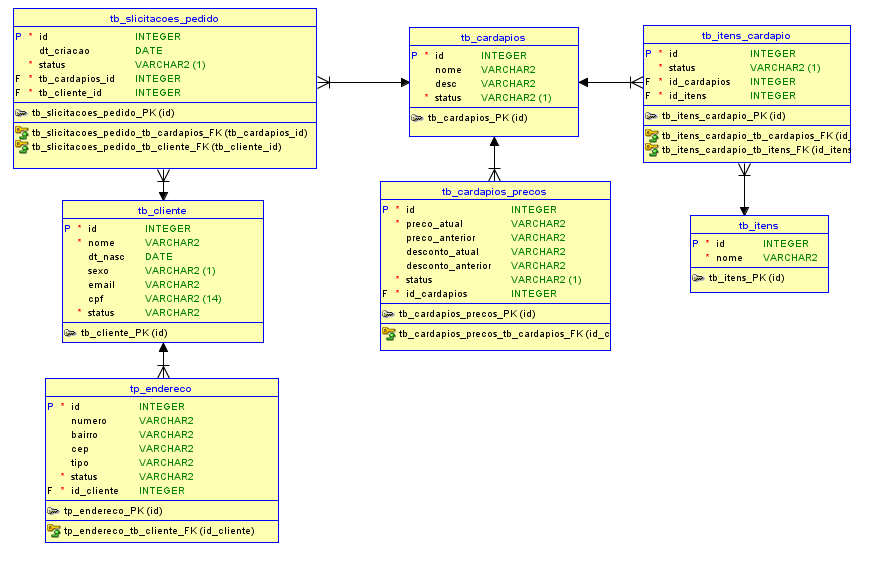 tb_slicitacoes_pedido
P * id INTEGER
dt_criacao DATE
* status VARCHAR2 (1)
F * tb_cardapios_id INTEGER
F * tb_cliente_id INTEGER
tb_slicitacoes_pedido_PK (id)
tb_slicitacoes_pedido_tb_cardapios_FK (tb_cardapios_id)
tb_slicitacoes_pedido_tb_cliente_FK (tb_cliente_id)
tb_cardapios
P * id INTEGER
nome VARCHAR2
desc VARCHAR2
* status VARCHAR2 (1)
tb_cardapios_PK (id)
tb_itens_cardapio
P * id INTEGER
* status VARCHAR2 (1)
F * id_cardapios INTEGER
F * id_itens INTEGER
tb_itens_cardapio_PK (id)
tb_itens_cardapio_tb_cardapios_FK (id_
tb_itens_cardapio_tb_itens_FK (id_itens
tb_cliente
P * id INTEGER
* nome VARCHAR2
dt_nasc DATE
sexo VARCHAR2 (1)
email VARCHAR2
cpf VARCHAR2 (14)
* status VARCHAR2
tb_cliente_PK (id)
tb_cardapios_precos
P * id INTEGER
* preco_atual VARCHAR2
preco_anterior VARCHAR2
desconto_atual VARCHAR2
desconto_anterior VARCHAR2
* status VARCHAR2 (1)
F * id_cardapios INTEGER
tb_cardapios_precos_PK (id)
tb_cardapios_precos_tb_cardapios_FK (id_c
tb_itens
P * id INTEGER
* nome VARCHAR2
tb_itens_PK (id)
tp_endereco
P * id INTEGER
numero VARCHAR2
bairro VARCHAR2
cep VARCHAR2
tipo VARCHAR2
* status VARCHAR2
F * id_cliente INTEGER
tp_endereco_PK (id)
tp_endereco_tb_cliente_FK (id_cliente)